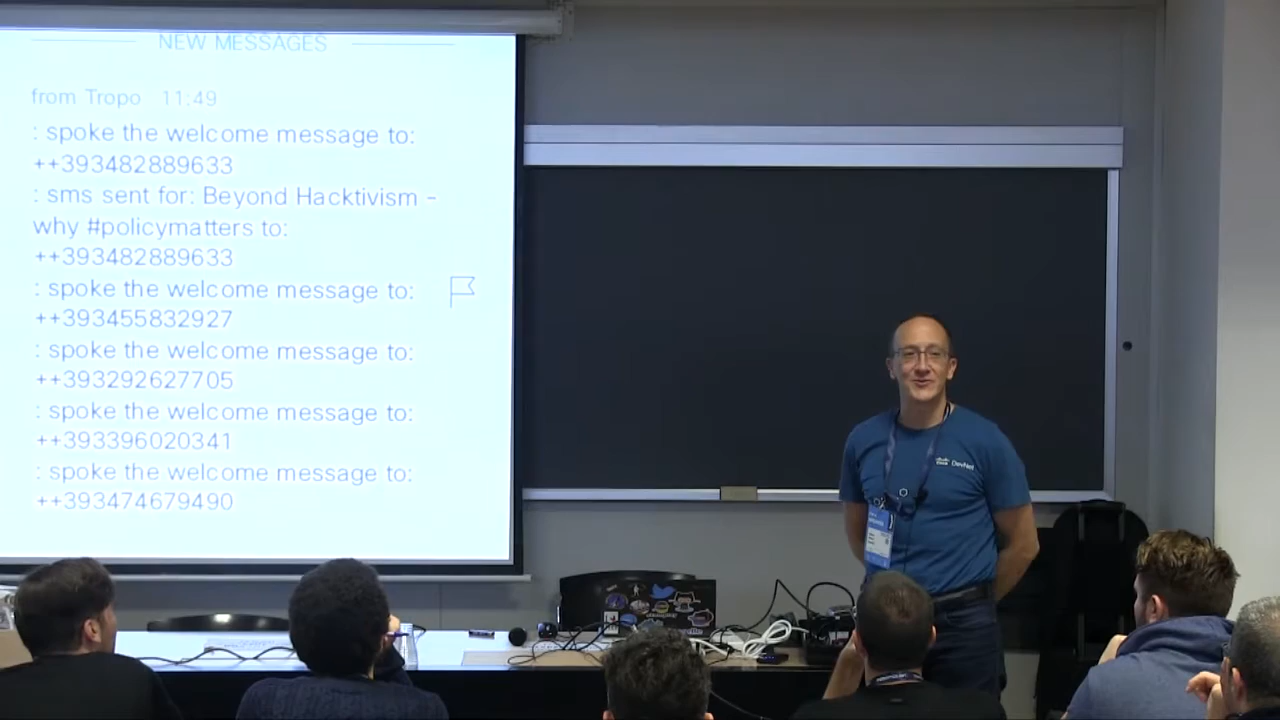 NEW MESSAGES
from Tropo 11:49
: spoke the welcome message to:
++393482889633
: sms sent for: Beyond Hacktivism -
why #policymatters to:
++393482889633
: spoke the welcome message to:
++393455832927
: spoke the welcome message to:
++393292627705
: spoke the welcome message to:
++393396020341
: spoke the welcome message to:
++393474679490
DevNet